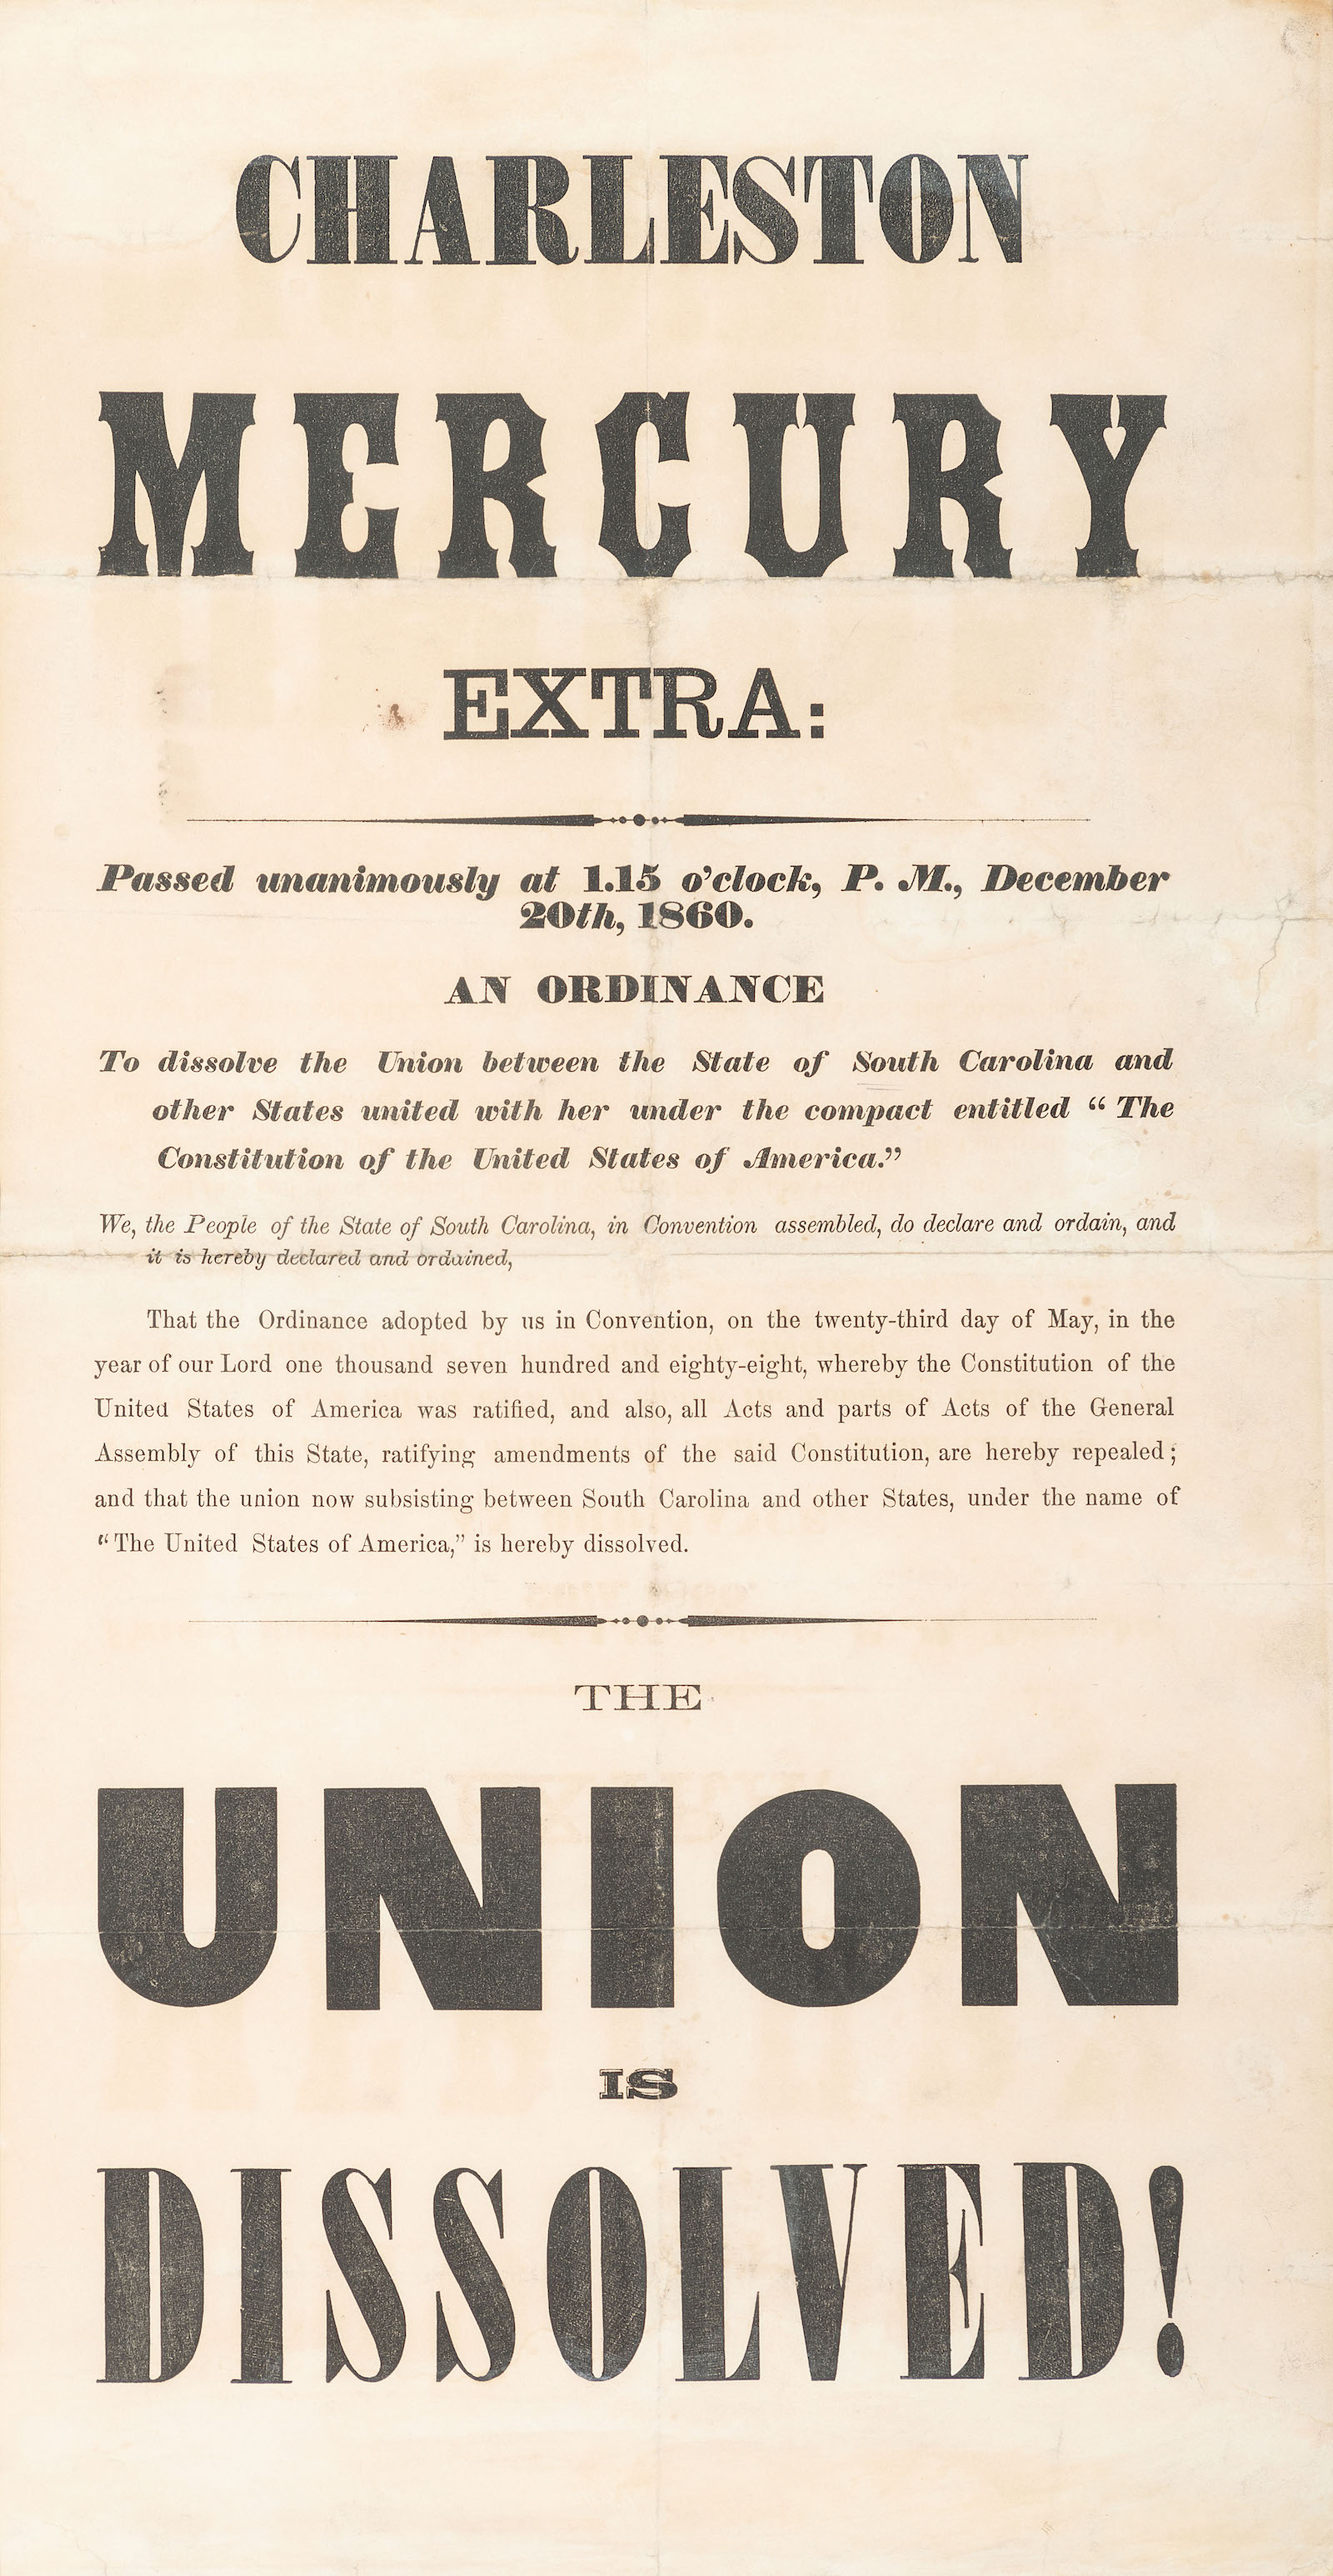 CHARLESTON
MERCURY
EXTRA:
Passed unanimously at 1.15 o'clock, P. M., December
20th, 1860.
AN ORDINANCE
To dissolve the Union between the State of South Carolina and
other States united with her under the compact entitled “ The
Constitution of the United States of America.”
We, the People of the State of South Carolina, in Convention assembled, do declare and ordain, and
it is hereby declared and ordained,
That the Ordinance adopted by us in Convention, on the twenty-third day of May, in the
year of our Lord one thousand seven hundred and eighty-eight, whereby the Constitution of the
United States of America was ratified, and also, all Acts and parts of Acts of the General
Assembly of this State, ratifying amendments of the said Constitution, are hereby repealed;
and that the union now subsisting between South Carolina and other States, under the name of
“The United States of America,” is hereby dissolved.
THE
UNION
IS
DISSOLVED!